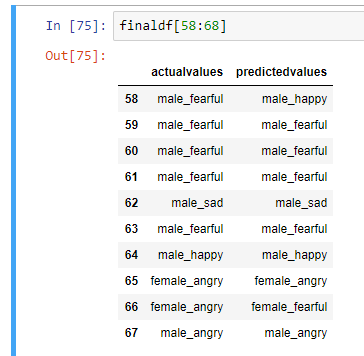 In [75]: finaldf[58:68]
Out[75]:
actualvalues predictedvalues
58 male_fearful male_happy
59 male_fearful male_fearful
60 male_fearful male_fearful
61 male_fearful male_fearful
62 male_sad male_sad
63 male_fearful male_fearful
64 male_happy male_happy
65 female_angry female_angry
66 female_angry female_fearful
67 male_angry male_angry